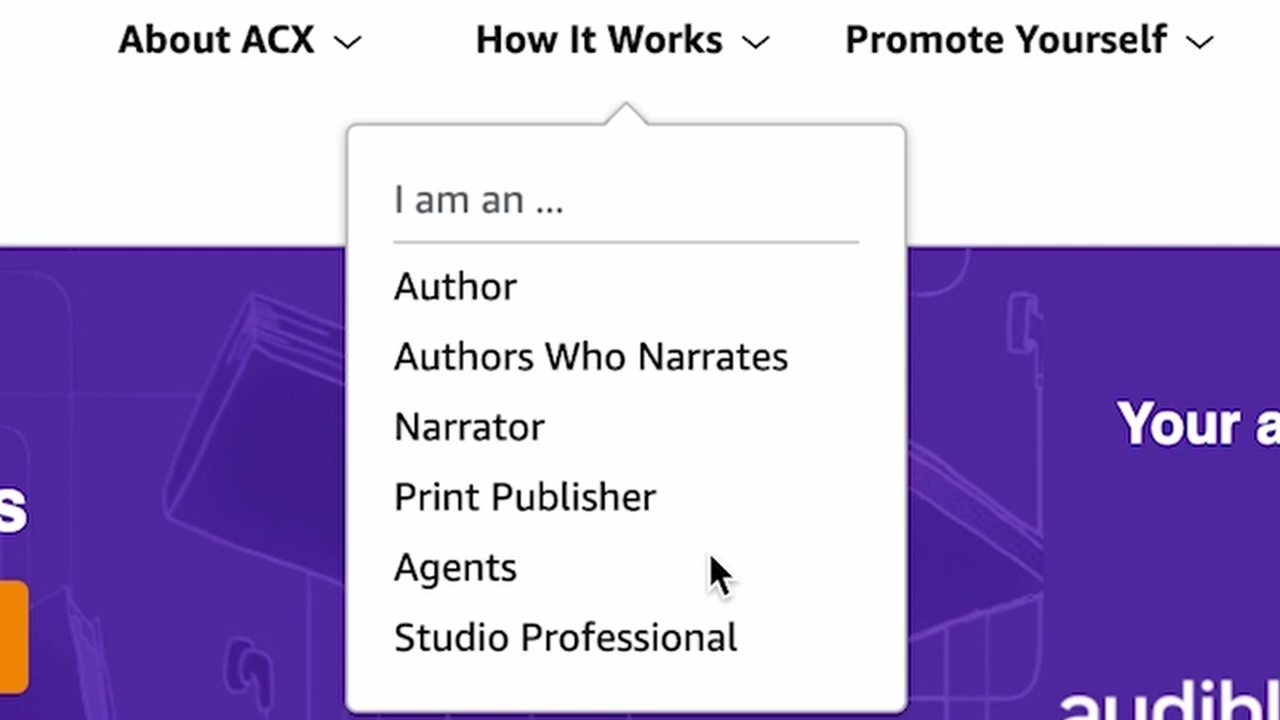 About ACX
How It Works
Promote Yourself
I am an ...
Author
Authors Who Narrates
Narrator
Print Publisher
Agents
Studio Professional
Your